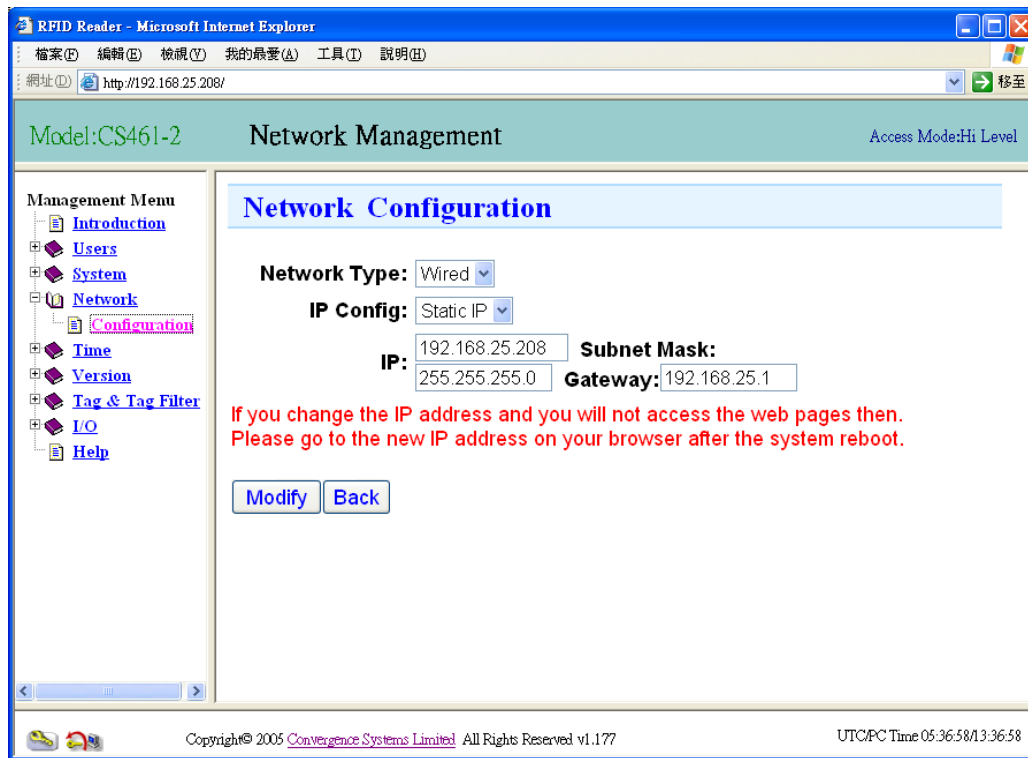 RFID Reader - Microsoft Internet Explorer
檔案(F) 編輯(E) 檢視(V) 我的最愛(A) 工具(T) 說明(H)
網址(D) http://192.168.25.208/ 移至
Model:CS461-2 Network Management Access Mode:Hi Level
Management Menu
Introduction
Users
System
Network
Configuration
Time
Version
Tag & Tag Filter
I/O
Help
Network Configuration
Network Type: Wired
IP Config: Static IP
IP: 192.168.25.208 Subnet Mask:
255.255.255.0 Gateway: 192.168.25.1
If you change the IP address and you will not access the web pages then.
Please go to the new IP address on your browser after the system reboot.
Modify Back
Copyright© 2005 Convergence Systems Limited All Rights Reserved v1.177 UTC/PC Time 05:36:58/13:36:58